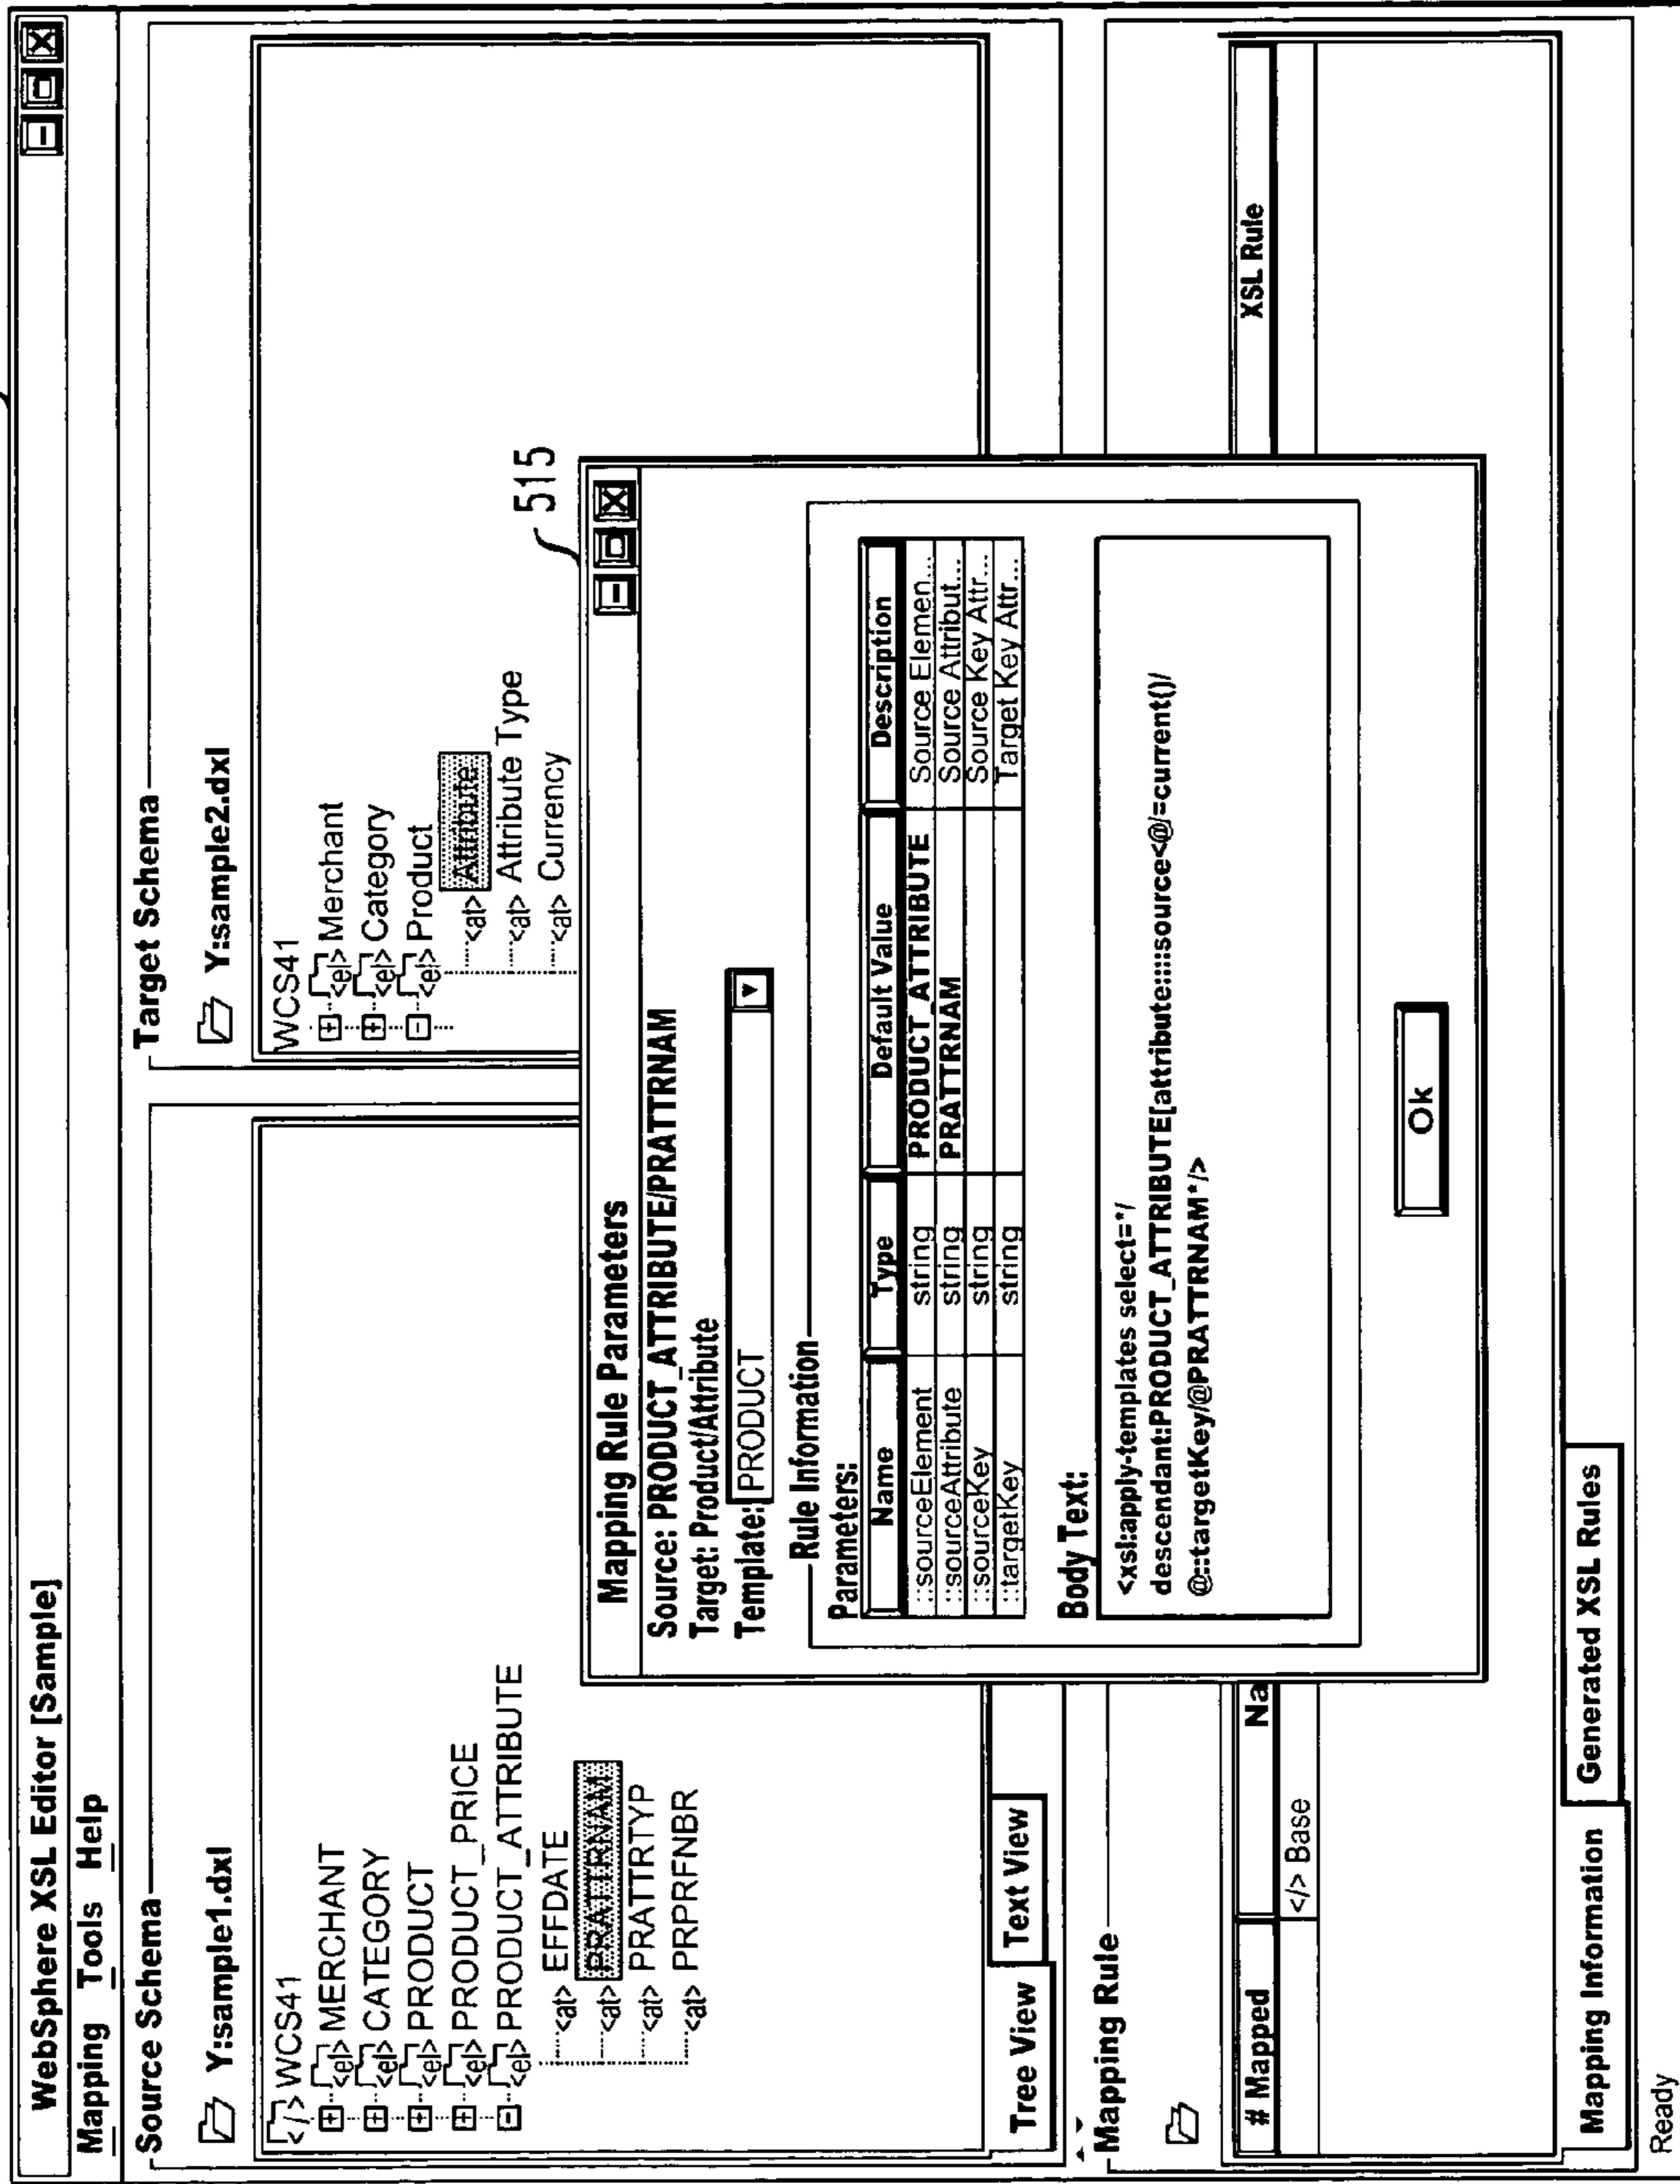 WebSphere XSL Editor [Sample]
Mapping Tools Help
Source Schema
Y:sample1.dxl
</> WCS41
<el> MERCHANT
<el> CATEGORY
<el> PRODUCT
<el> PRODUCT_PRICE
<el> PRODUCT_ATTRIBUTE
<at> EFFDATE
<at> PRATTRNAM
<at> PRATTRTYP
<at> PRPRFNBR
Tree View Text View
Target Schema
Y:sample2.dxl
WCS41
<el> Merchant
<el> Category
<el> Product
<at> Attribute
<at> Attribute Type
<at> Currency
515
Mapping Rule Parameters
Source: PRODUCT_ATTRIBUTE/PRATTRNAM
Target: Product/Attribute
Template: PRODUCT
Rule Information
Parameters:
Name Type Default Value Description
::sourceElement string PRODUCT_ATTRIBUTE Source Elemen...
::sourceAttribute string PRATTRNAM Source Attribut...
::sourceKey string Source Key Attr...
::targetKey string Target Key Attr...
Body Text:
<xsl:apply-templates select=*/
descendant:PRODUCT_ATTRIBUTE[attribute:::::source<@/=current()/
@::targetKey/@PRATTRNAM*/>
Ok
Mapping Rule
# Mapped Na XSL Rule
</> Base
Mapping Information Generated XSL Rules
Ready